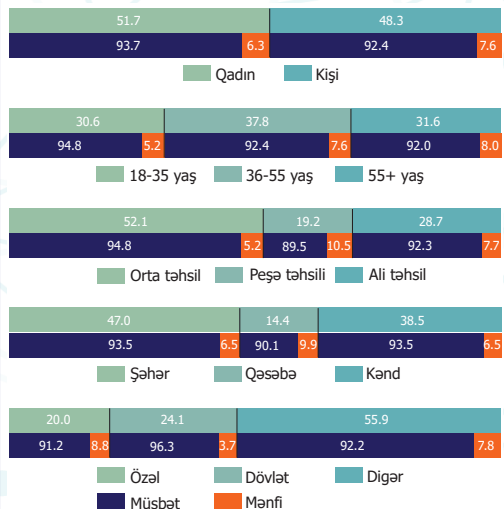 51.7 48.3
93.7 6.3 92.4 7.6
Qadın Kişi
30.6 37.8 31.6
94.8 5.2 92.4 7.6 92.0 8.0
18-35 yaş 36-55 yaş 55+ yaş
52.1 19.2 28.7
94.8 5.2 89.5 10.5 92.3 7.7
Orta təhsil Peşə təhsili Ali təhsil
47.0 14.4 38.5
93.5 6.5 90.1 9.9 93.5 6.5
Şəhər Qəsəbə Kənd
20.0 24.1 55.9
91.2 8.8 96.3 3.7 92.2 7.8
Özəl Dövlət Digər
Müsbət Mənfi